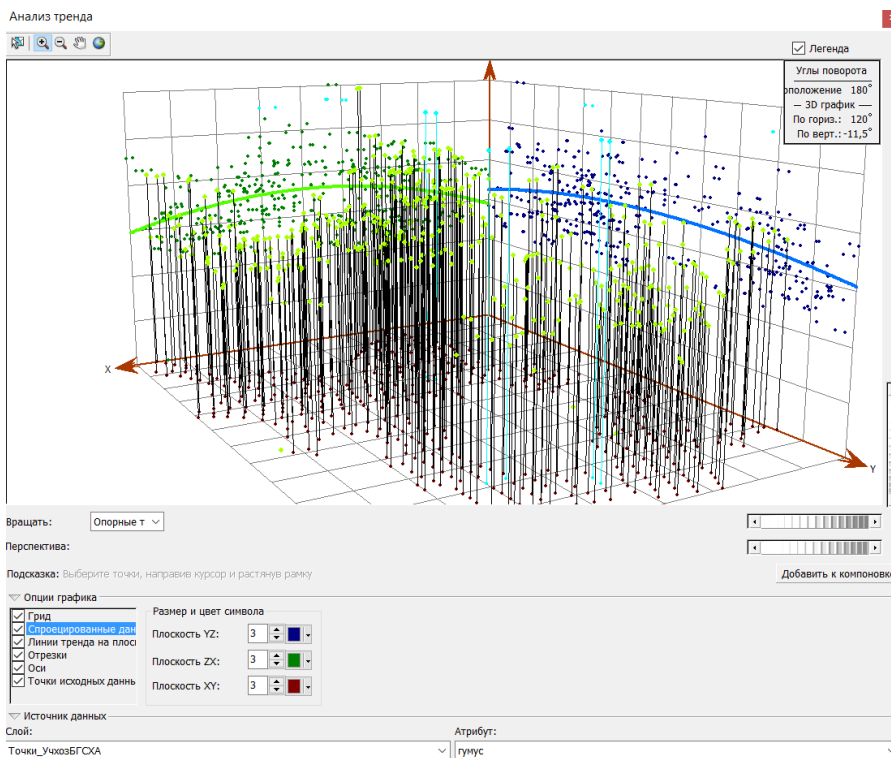 Анализ тренда
Легенда
Углы поворота
оположение 180°
— 3D график —
По гориз.: 120°
По верт.:-11,5°
X
Y
Вращать: Опорные т
Перспектива:
Подсказка: Выберите точки, направив курсор и растянув рамку
Добавить к компоновк
Опции графика
Грид
Спроецированные дан
Линии тренда на плос
Отрезки
Оси
Точки исходных данн
Размер и цвет символа
Плоскость YZ: 3
Плоскость ZX: 3
Плоскость XY: 3
Источник данных
Слой: Атрибут:
Точки_УчхозБГСХА гумус